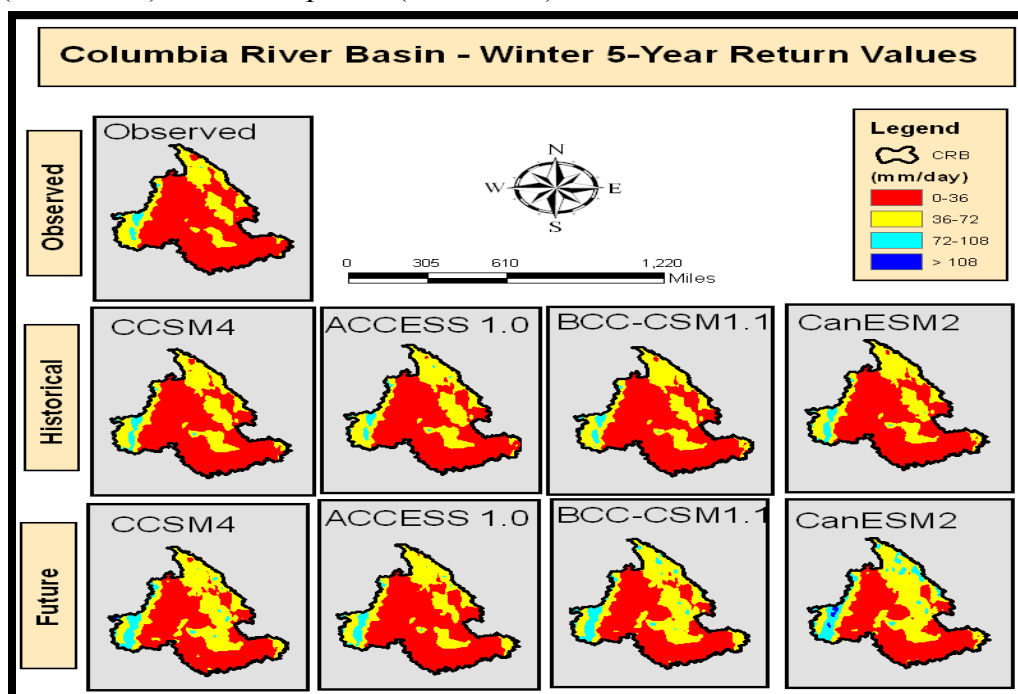 Columbia River Basin - Winter 5-Year Return Values
Observed
Observed
N
W
E
S
0 305 610 1,220
Miles
Legend
CRB
(mm/day)
0-36
36-72
72-108
> 108
Historical
CCSM4
ACCESS 1.0
BCC-CSM1.1
CanESM2
Future
CCSM4
ACCESS 1.0
BCC-CSM1.1
CanESM2